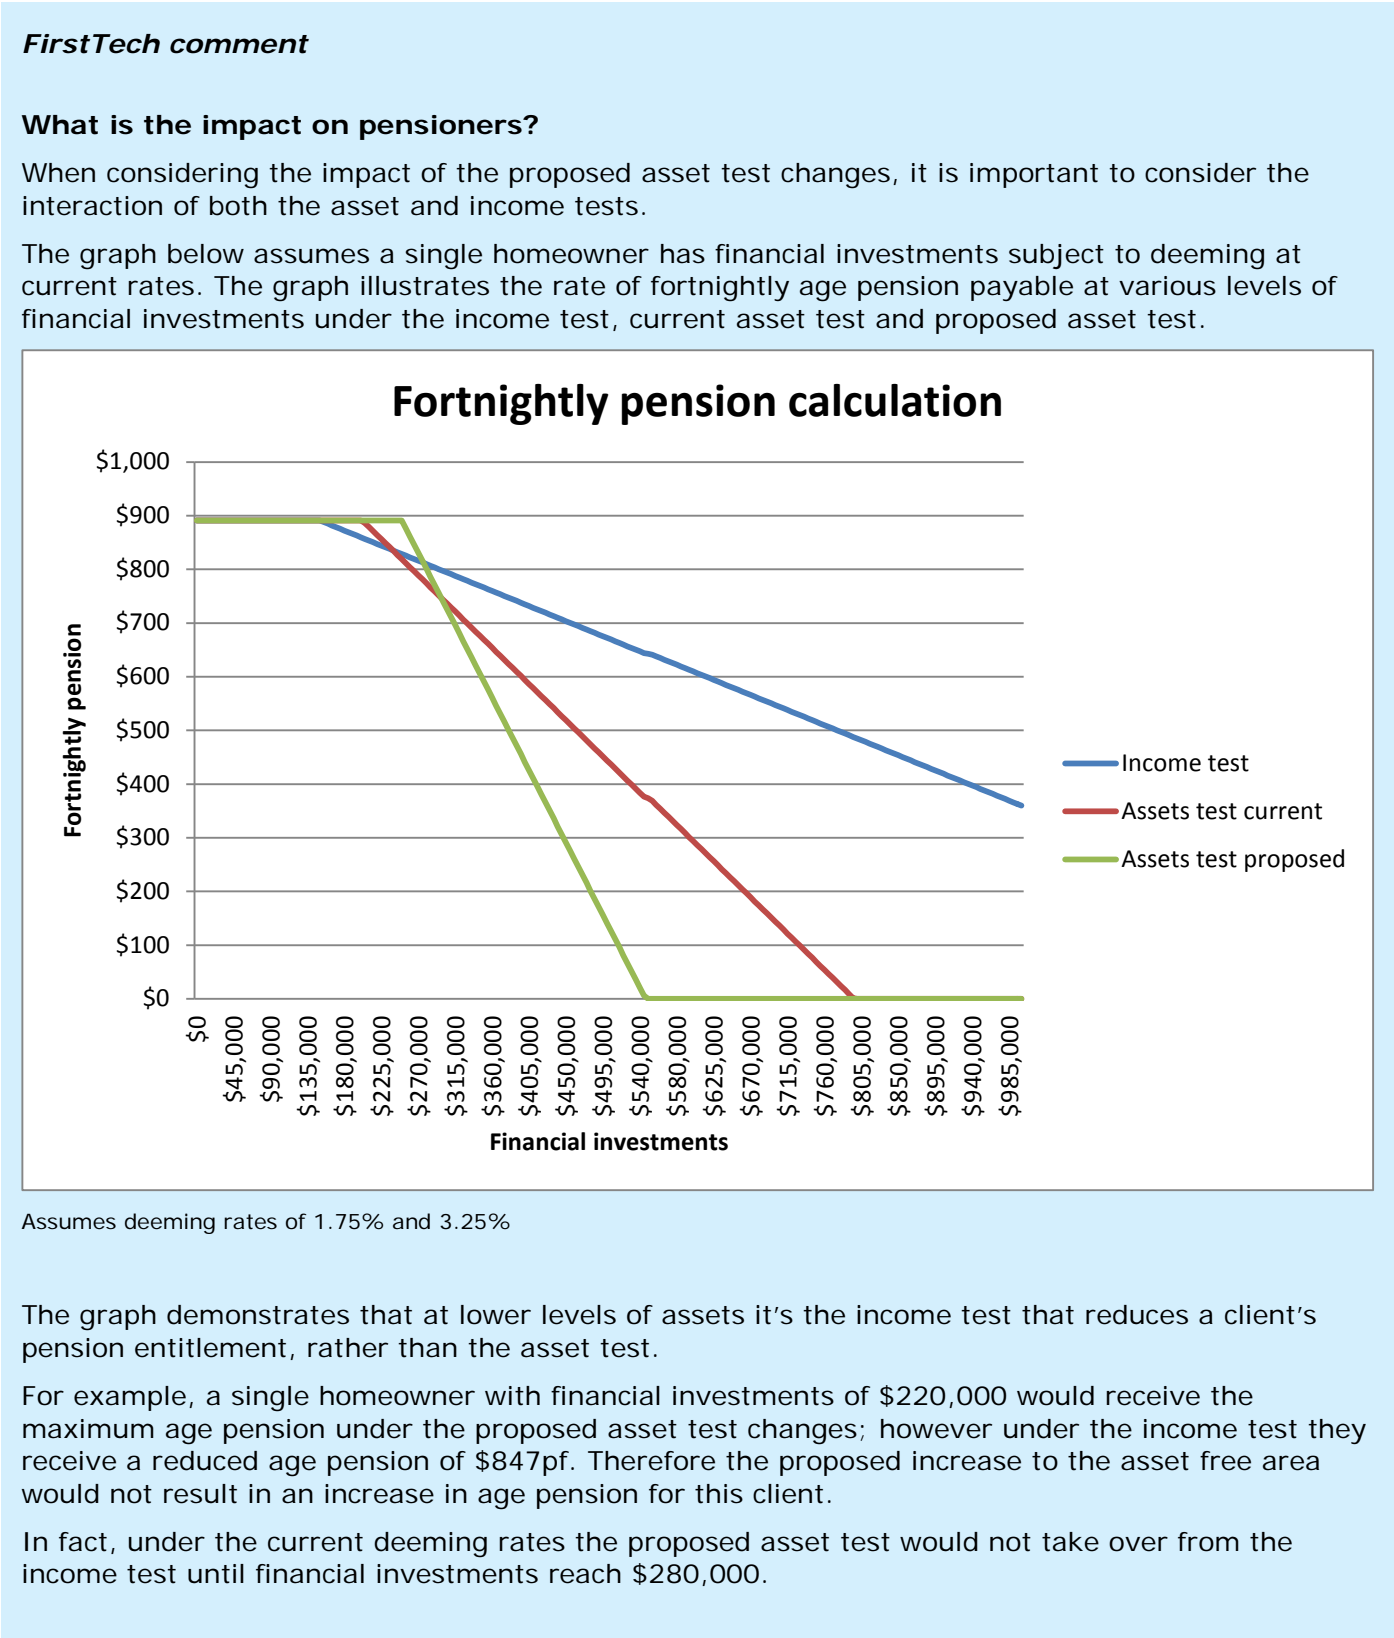 FirstTech comment
What is the impact on pensioners?
When considering the impact of the proposed asset test changes, it is important to consider the
interaction of both the asset and income tests.
The graph below assumes a single homeowner has financial investments subject to deeming at
current rates. The graph illustrates the rate of fortnightly age pension payable at various levels of
financial investments under the income test, current asset test and proposed asset test.
Fortnightly pension calculation
$1,000
$900
$800
$700
$600
$500
$400
$300
$200
$100
$0
Fortnightly pension
$0
$45,000
$90,000
$135,000
$180,000
$225,000
$270,000
$315,000
$360,000
$405,000
$450,000
$495,000
$540,000
$580,000
$625,000
$670,000
$715,000
$760,000
$805,000
$850,000
$895,000
$940,000
$985,000
Financial investments
Income test
Assets test current
Assets test proposed
Assumes deeming rates of 1.75% and 3.25%
The graph demonstrates that at lower levels of assets it's the income test that reduces a client's
pension entitlement, rather than the asset test.
For example, a single homeowner with financial investments of $220,000 would receive the
maximum age pension under the proposed asset test changes; however under the income test they
receive a reduced age pension of $847pf. Therefore the proposed increase to the asset free area
would not result in an increase in age pension for this client.
In fact, under the current deeming rates the proposed asset test would not take over from the
income test until financial investments reach $280,000.